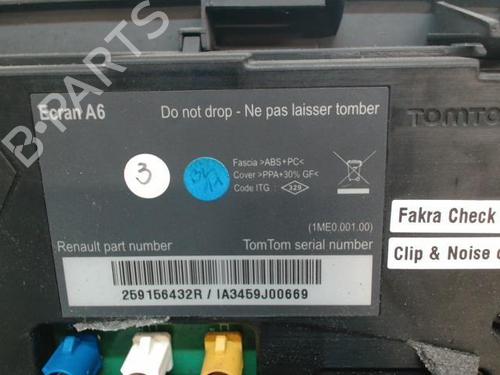 Ecran A6
Do not drop - Ne pas laisser tomber
TOMTO
3
Fascia >ABS+PC<
Cover >PPA+30% GF<
Code ITG : 329
(1ME0.001.00)
Renault part number
TomTom serial number
Fakra Check
Clip & Noise
259156432R / IA3459J00669
B-PARTS